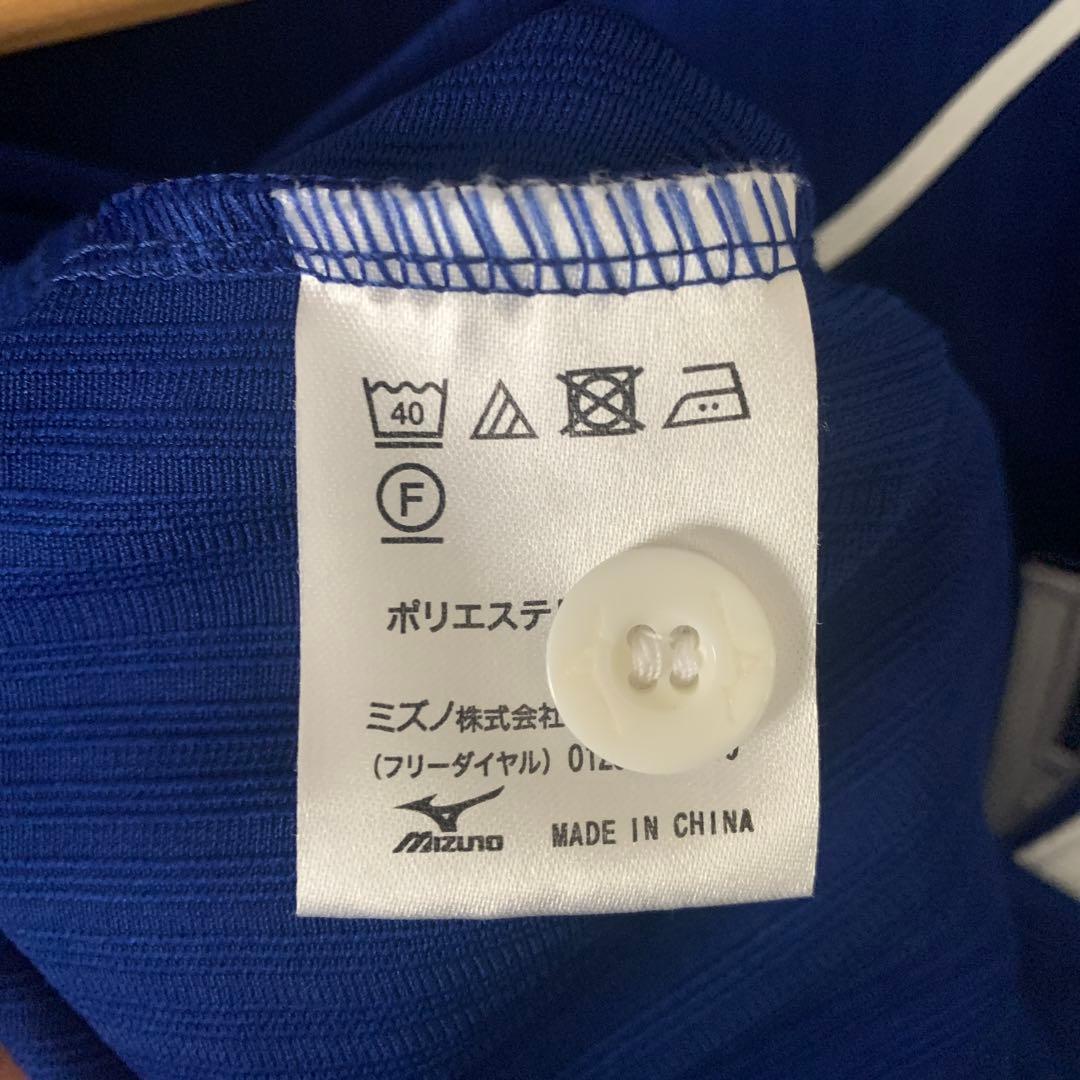 40
F
ポリエステ
ミズノ株式会社
(フリーダイヤル) 012
MIZUNO
MADE IN CHINA